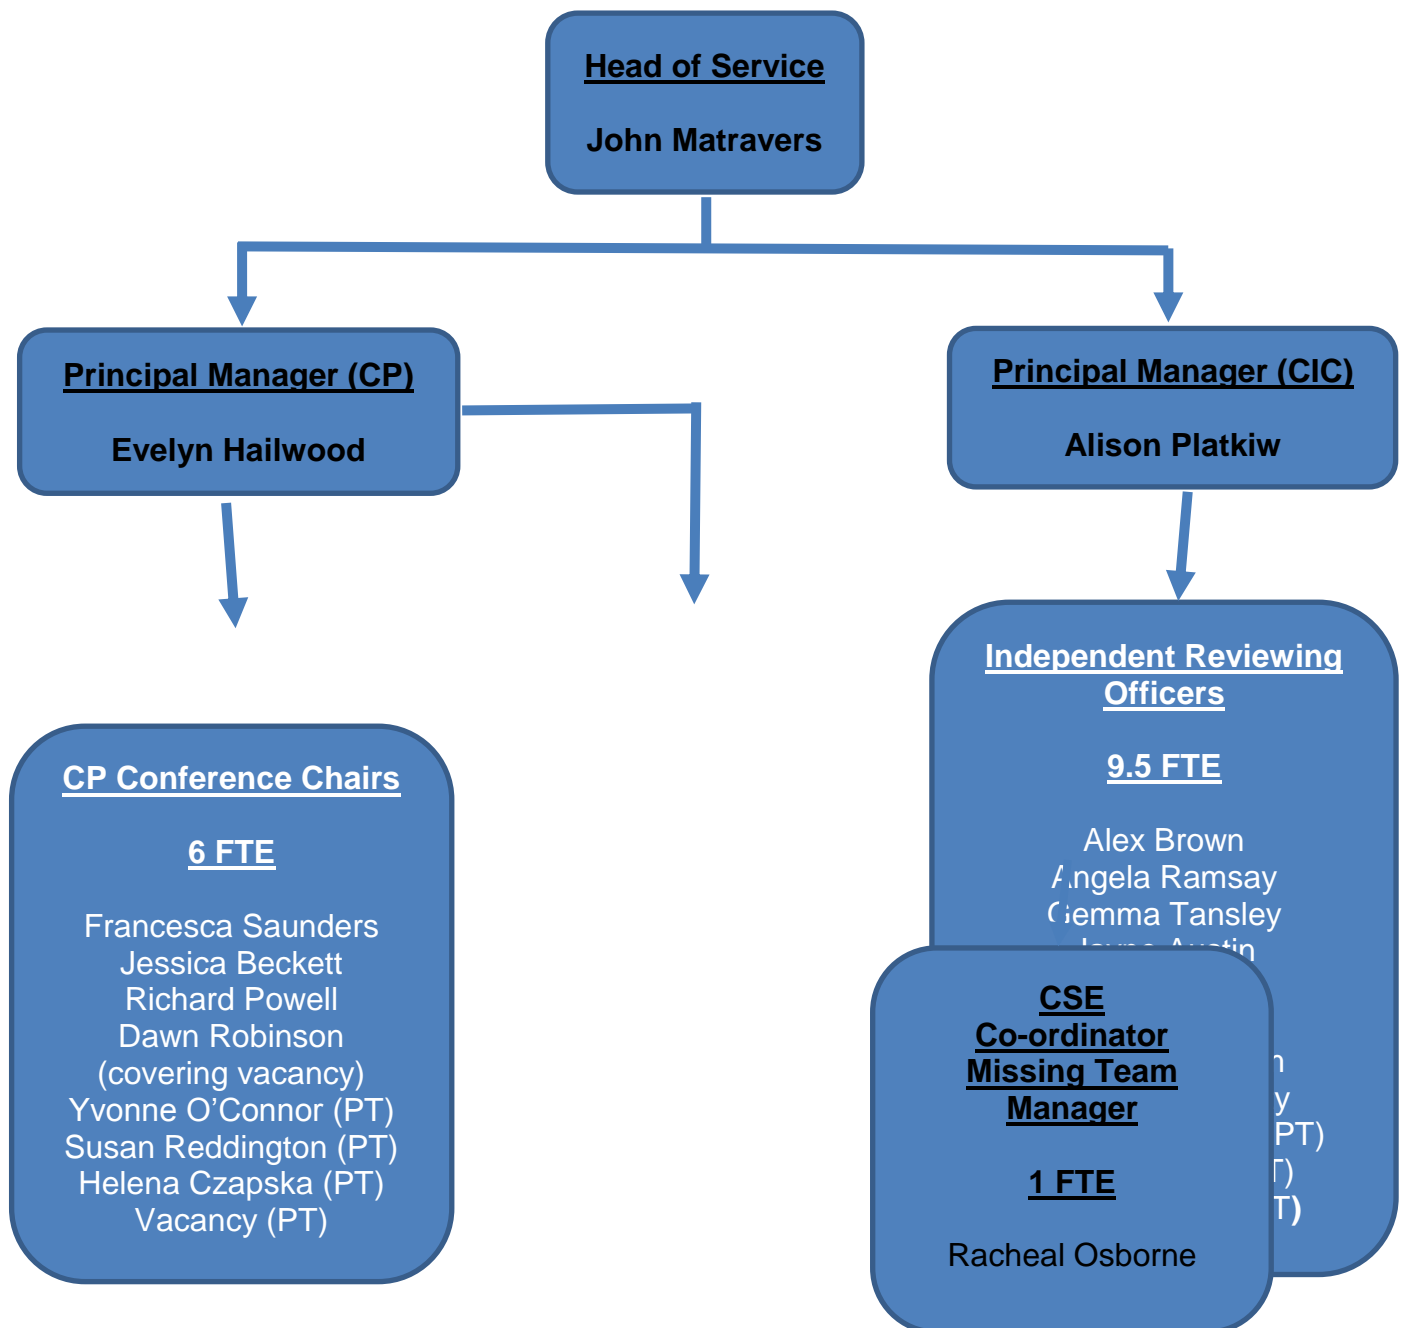 Head of Service
John Matravers
Principal Manager (CP)
Evelyn Hailwood
Principal Manager (CIC)
Alison Platkiw
CP Conference Chairs
6 FTE
Francesca Saunders
Jessica Beckett
Richard Powell
Dawn Robinson
(covering vacancy)
Yvonne O’Connor (PT)
Susan Reddington (PT)
Helena Czapska (PT)
Vacancy (PT)
Independent Reviewing
Officers
9.5 FTE
Alex Brown
Angela Ramsay
Gemma Tansley
Jayne Austin
PT)
CSE
Co-ordinator
Missing Team
Manager
1 FTE
Racheal Osborne